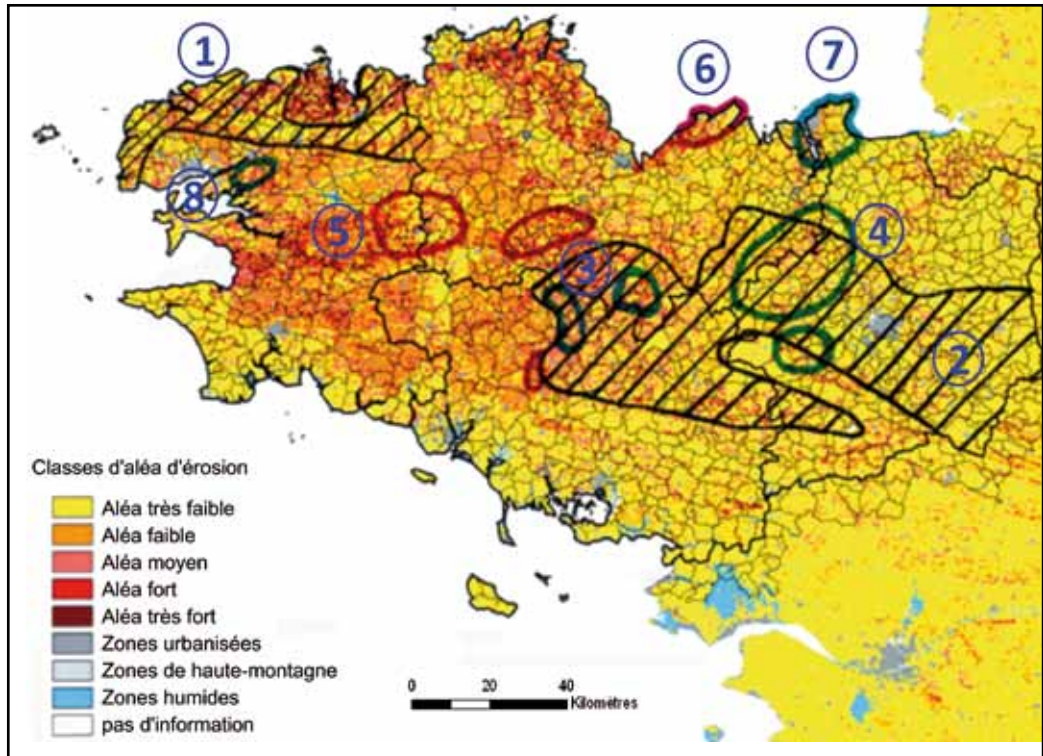 1
6
7
8
5
3
4
2
Classes d'aléa d'érosion
Aléa très faible
Aléa faible
Aléa moyen
Aléa fort
Aléa très fort
Zones urbanisées
Zones de haute-montagne
Zones humides
pas d'information
0 20 40
Kilomètres